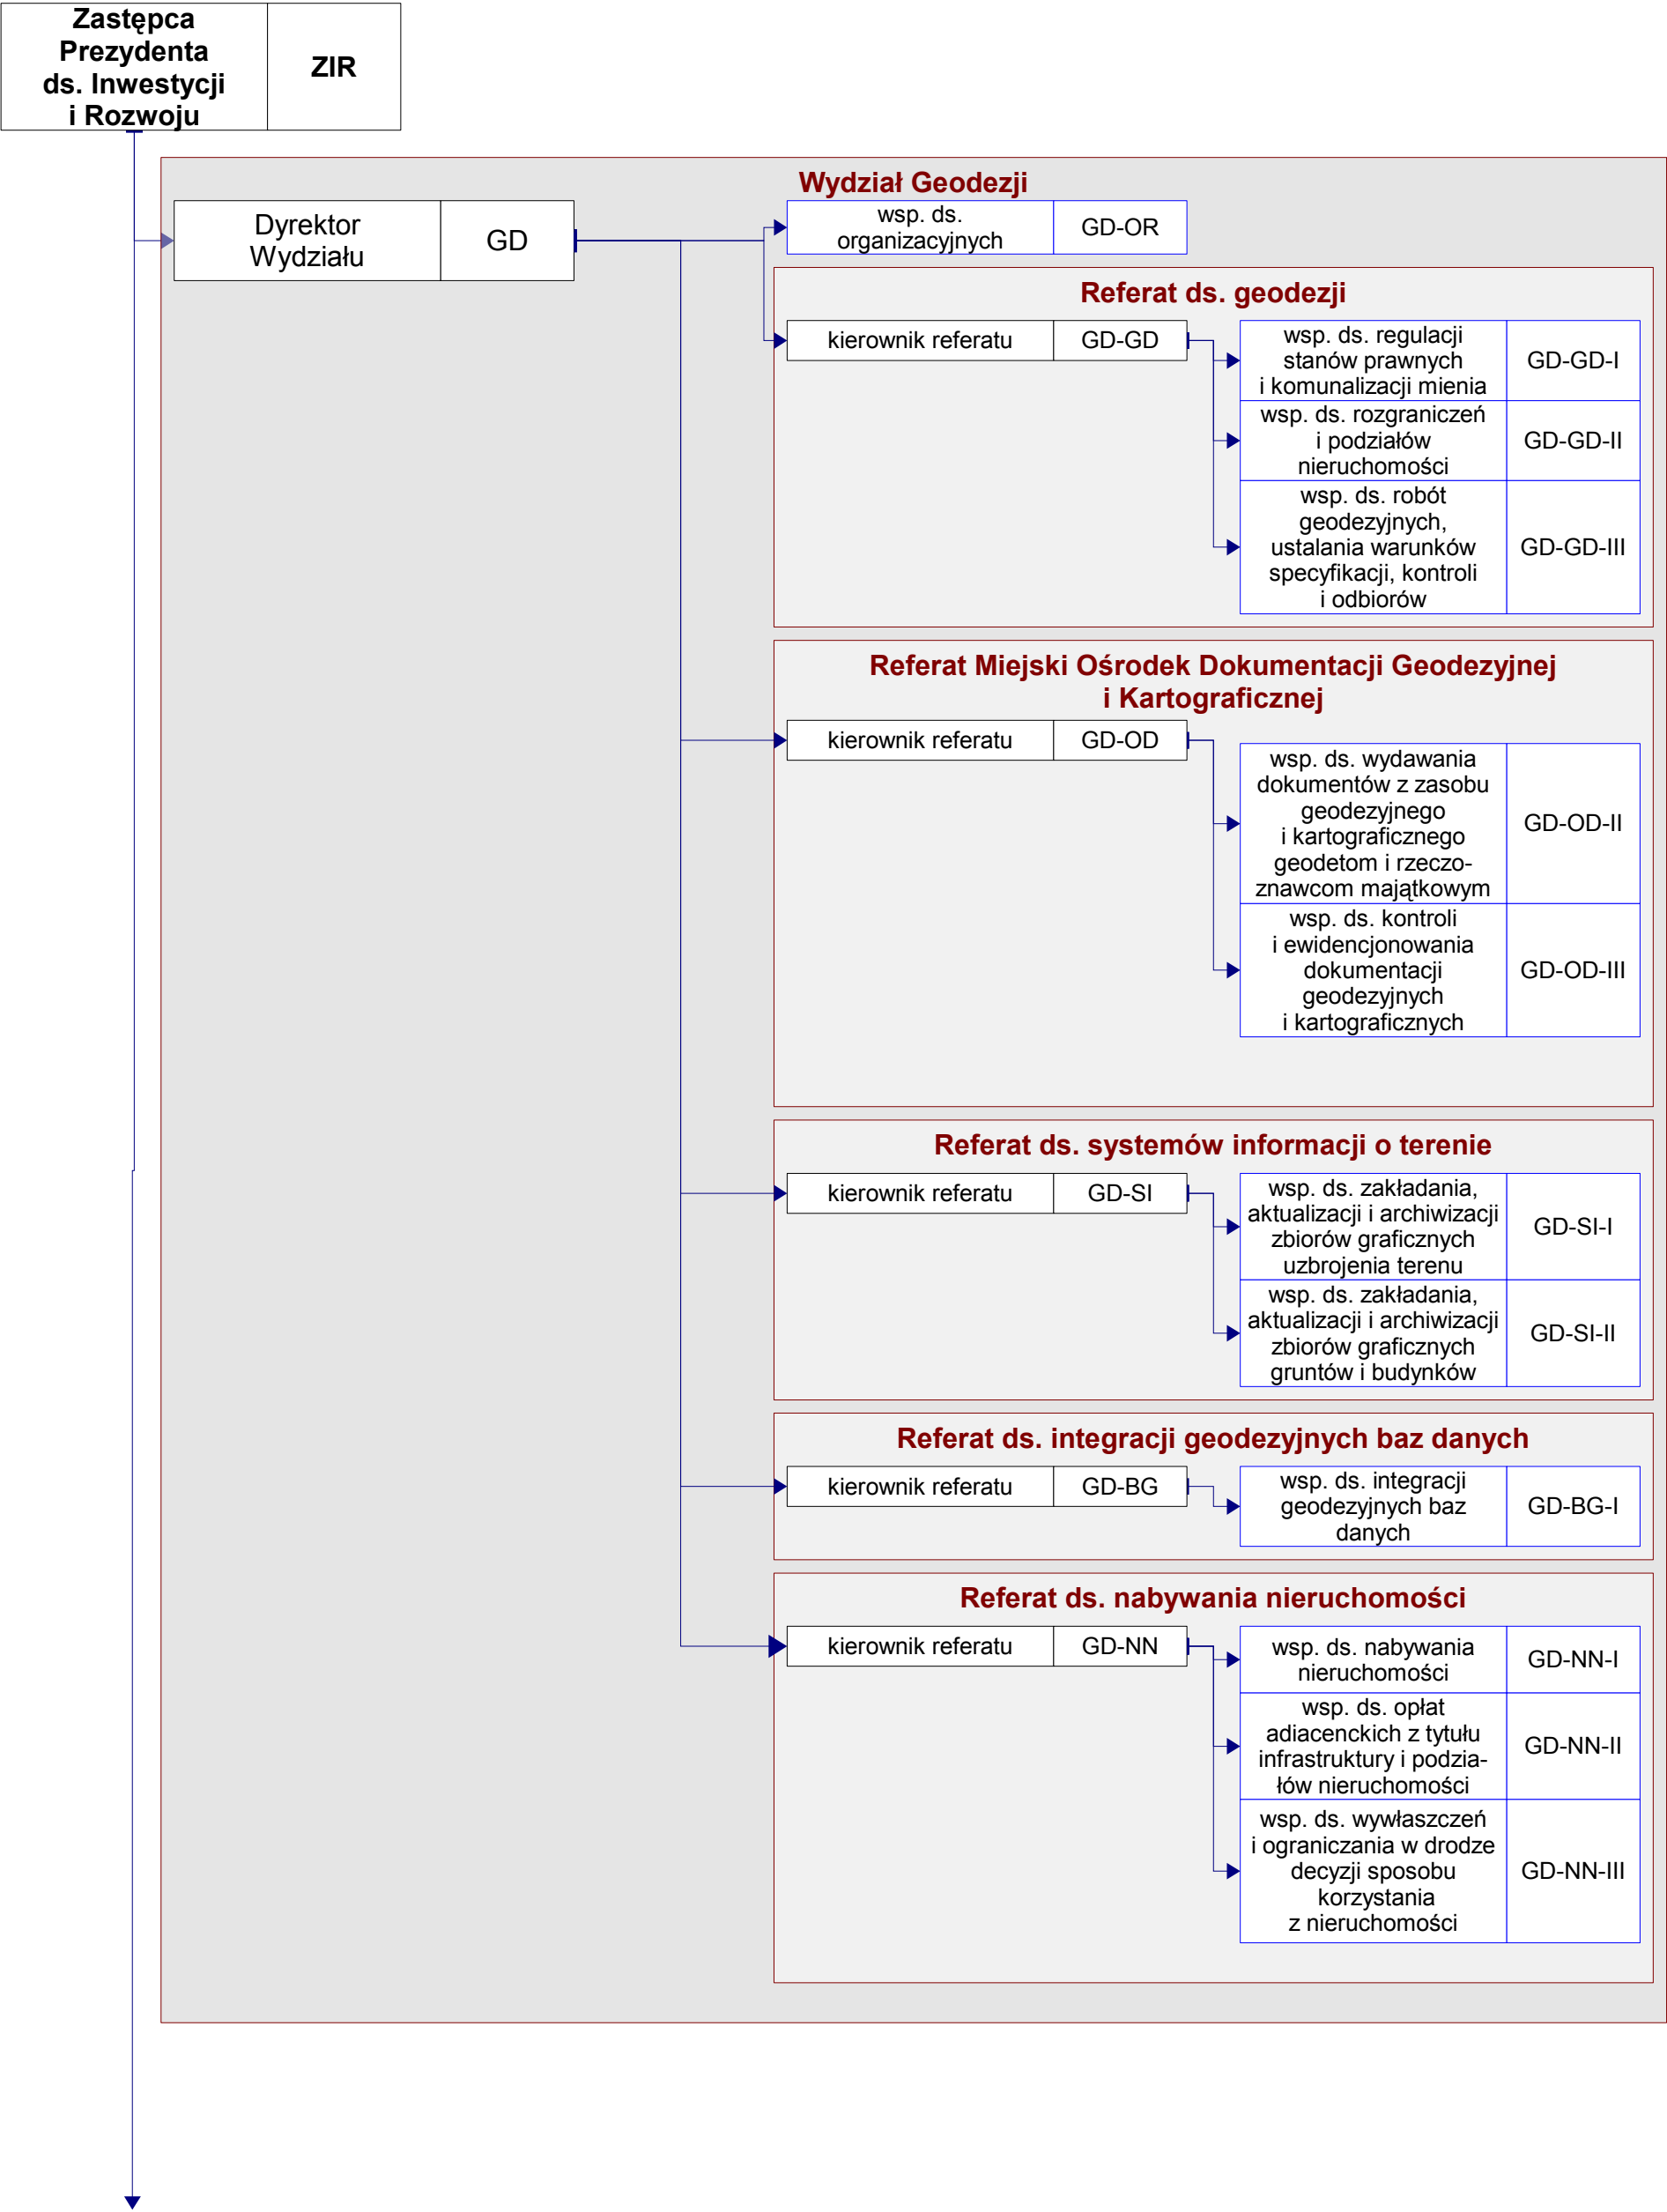 Zastępca
Prezydenta
ds. Inwestycji
i Rozwoju
ZIR
Wydział Geodezji
Dyrektor
Wydziału
GD
wsp. ds.
organizacyjnych
GD-OR
Referat ds. geodezji
kierownik referatu
GD-GD
wsp. ds. regulacji
stanów prawnych
i komunalizacji mienia
GD-GD-I
wsp. ds. rozgraniczeń
i podziałów
nieruchomości
GD-GD-II
wsp. ds. robót
geodezyjnych,
ustalania warunków
specyfikacji, kontroli
i odbiorów
GD-GD-III
Referat Miejski Ośrodek Dokumentacji Geodezyjnej
i Kartograficznej
kierownik referatu
GD-OD
wsp. ds. wydawania
dokumentów z zasobu
geodezyjnego
i kartograficznego
geodetom i rzeczo-
znawcom majątkowym
GD-OD-II
wsp. ds. kontroli
i ewidencjonowania
dokumentacji
geodezyjnych
i kartograficznych
GD-OD-III
Referat ds. systemów informacji o terenie
kierownik referatu
GD-SI
wsp. ds. zakładania,
aktualizacji i archiwizacji
zbiorów graficznych
uzbrojenia terenu
GD-SI-I
wsp. ds. zakładania,
aktualizacji i archiwizacji
zbiorów graficznych
gruntów i budynków
GD-SI-II
Referat ds. integracji geodezyjnych baz danych
kierownik referatu
GD-BG
wsp. ds. integracji
geodezyjnych baz
danych
GD-BG-I
Referat ds. nabywania nieruchomości
kierownik referatu
GD-NN
wsp. ds. nabywania
nieruchomości
GD-NN-I
wsp. ds. opłat
adiacenckich z tytułu
infrastruktury i podzia-
łów nieruchomości
GD-NN-II
wsp. ds. wywłaszczeń
i ograniczania w drodze
decyzji sposobu
korzystania
z nieruchomości
GD-NN-III